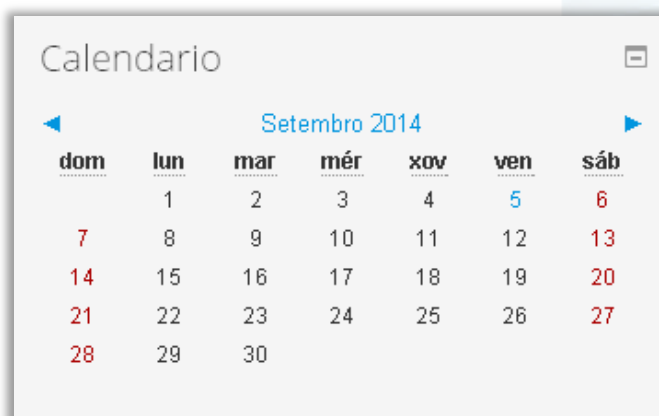 Calendario
Setembro 2014
dom lun mar mér xov ven sáb
1 2 3 4 5 6
7 8 9 10 11 12 13
14 15 16 17 18 19 20
21 22 23 24 25 26 27
28 29 30